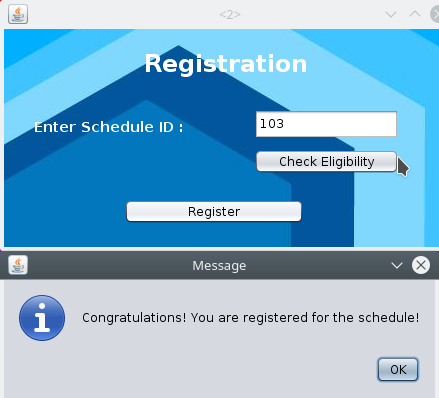 <2>
Registration
Enter Schedule ID :
103
Check Eligibility
Register
Message
Congratulations! You are registered for the schedule!
OK